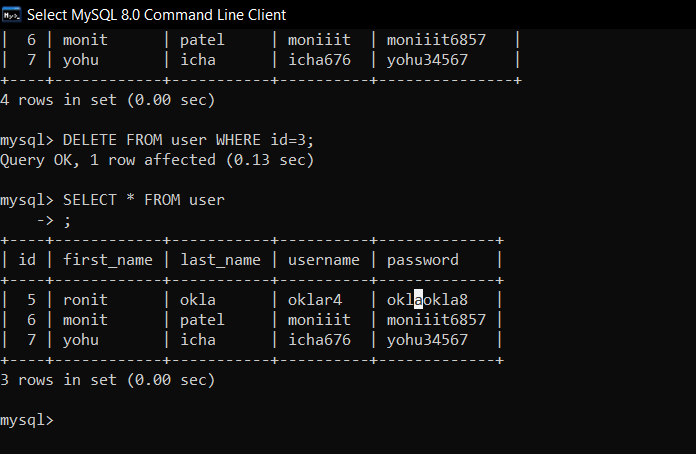 Select MySQL 8.0 Command Line Client
|  6 | monit      | patel     | moniiit  | moniiit6857   |
|  7 | yohu       | icha      | icha676  | yohu34567     |
+----+------------+-----------+----------+---------------+
4 rows in set (0.00 sec)
mysql> DELETE FROM user WHERE id=3;
Query OK, 1 row affected (0.13 sec)
mysql> SELECT * FROM user
    -> ;
+----+------------+-----------+----------+-------------+
| id | first_name | last_name | username | password    |
+----+------------+-----------+----------+-------------+
|  5 | ronit      | okla      | oklar4   | oklaokla8   |
|  6 | monit      | patel     | moniiit  | moniiit6857 |
|  7 | yohu       | icha      | icha676  | yohu34567   |
+----+------------+-----------+----------+-------------+
3 rows in set (0.00 sec)
mysql>